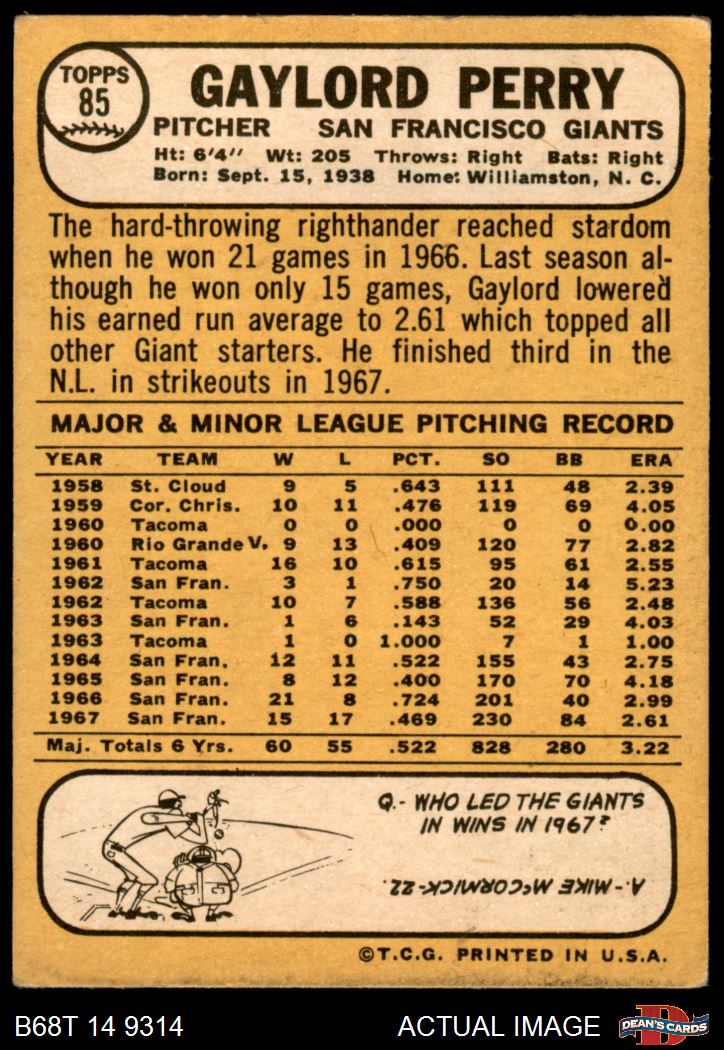 TOPPS
85
GAYLORD PERRY
PITCHER SAN FRANCISCO GIANTS
Ht: 6'4" Wt: 205 Throws: Right Bats: Right
Born: Sept. 15, 1938 Home: Williamston, N. C.
The hard-throwing righthander reached stardom
when he won 21 games in 1966. Last season al-
though he won only 15 games, Gaylord lowered
his earned run average to 2.61 which topped all
other Giant starters. He finished third in the
N.L. in strikeouts in 1967.
MAJOR & MINOR LEAGUE PITCHING RECORD
YEAR TEAM W L PCT. SO BB ERA
1958 St. Cloud 9 5 .643 111 48 2.39
1959 Cor. Chris. 10 11 .476 119 69 4.05
1960 Tacoma 0 0 .000 0 0 0.00
1960 Rio Grande V. 9 13 .409 120 77 2.82
1961 Tacoma 16 10 .615 95 61 2.55
1962 San Fran. 3 1 .750 20 14 5.23
1962 Tacoma 10 7 .588 136 56 2.48
1963 San Fran. 1 6 .143 52 29 4.03
1963 Tacoma 1 0 1.000 7 1 1.00
1964 San Fran. 12 11 .522 155 43 2.75
1965 San Fran. 8 12 .400 170 70 4.18
1966 San Fran. 21 8 .724 201 40 2.99
1967 San Fran. 15 17 .469 230 84 2.61
Maj. Totals 6 Yrs. 60 55 .522 828 280 3.22
Q.- WHO LED THE GIANTS
IN WINS IN 1967?
A.- MIKE McCORMICK-22.
©T.C.G. PRINTED IN U.S.A.
B68T 14 9314 ACTUAL IMAGE D DEAN'S CARDS